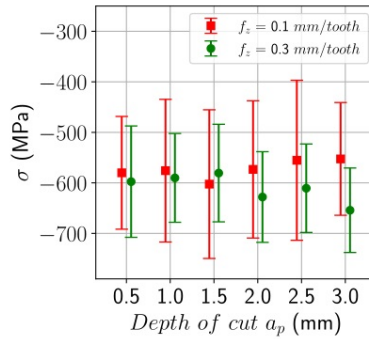 f_z = 0.1 mm/tooth
f_z = 0.3 mm/tooth
−300
−400
−500
−600
−700
σ (MPa)
0.5 1.0 1.5 2.0 2.5 3.0
Depth of cut a_p (mm)